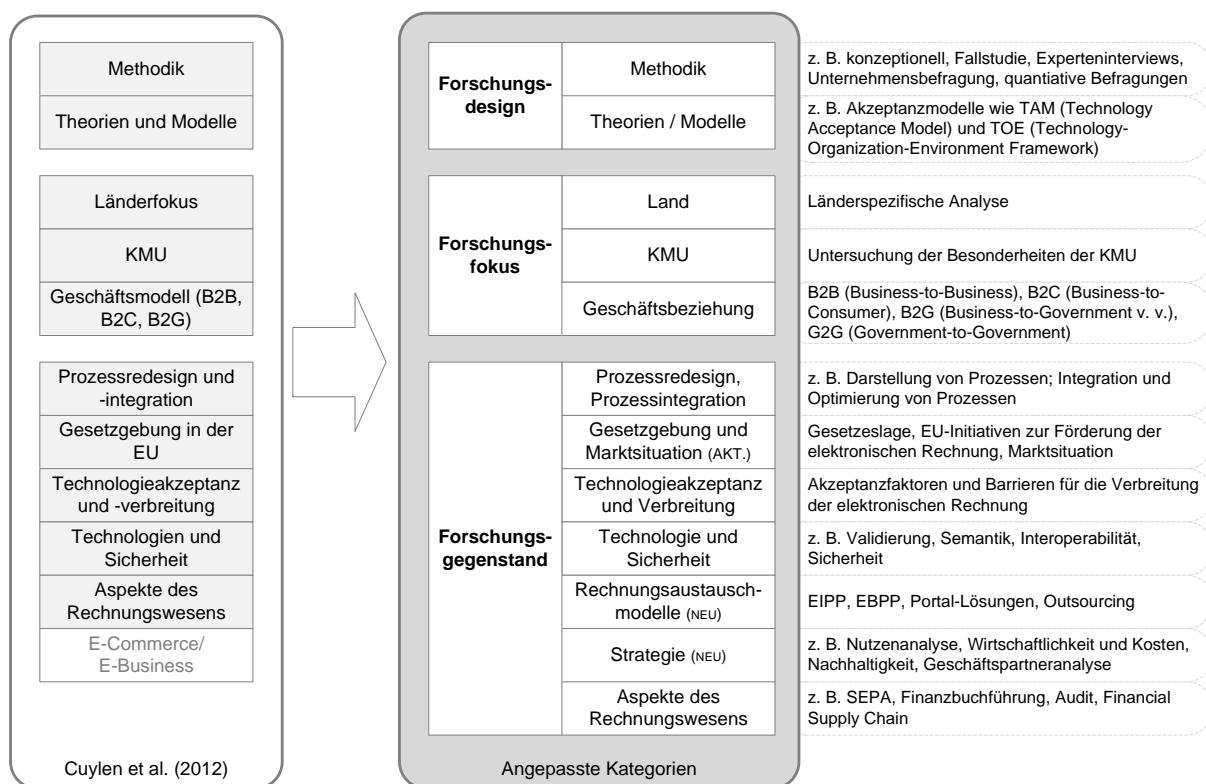 Methodik
Theorien und Modelle
Länderfokus
KMU
Geschäftsmodell (B2B,
B2C, B2G)
Prozessredesign und
-integration
Gesetzgebung in der
EU
Technologieakzeptanz
und -verbreitung
Technologien und
Sicherheit
Aspekte des
Rechnungswesens
E-Commerce/
E-Business
Cuylen et al. (2012)
Forschungs-
design
Methodik
z. B. konzeptionell, Fallstudie, Experteninterviews,
Unternehmensbefragung, quantiative Befragungen
Theorien / Modelle
z. B. Akzeptanzmodelle wie TAM (Technology
Acceptance Model) und TOE (Technology-
Organization-Environment Framework)
Forschungs-
fokus
Land
Länderspezifische Analyse
KMU
Untersuchung der Besonderheiten der KMU
Geschäftsbeziehung
B2B (Business-to-Business), B2C (Business-to-
Consumer), B2G (Business-to-Government v. v.),
G2G (Government-to-Government)
Forschungs-
gegenstand
Prozessredesign,
Prozessintegration
z. B. Darstellung von Prozessen; Integration und
Optimierung von Prozessen
Gesetzgebung und
Marktsituation (AKT.)
Gesetzeslage, EU-Initiativen zur Förderung der
elektronischen Rechnung, Marktsituation
Technologieakzeptanz
und Verbreitung
Akzeptanzfaktoren und Barrieren für die Verbreitung
der elektronischen Rechnung
Technologie und
Sicherheit
z. B. Validierung, Semantik, Interoperabilität,
Sicherheit
Rechnungsaustausch-
modelle (NEU)
EIPP, EBPP, Portal-Lösungen, Outsourcing
Strategie (NEU)
z. B. Nutzenanalyse, Wirtschaftlichkeit und Kosten,
Nachhaltigkeit, Geschäftspartneranalyse
Aspekte des
Rechnungswesens
z. B. SEPA, Finanzbuchführung, Audit, Financial
Supply Chain
Angepasste Kategorien